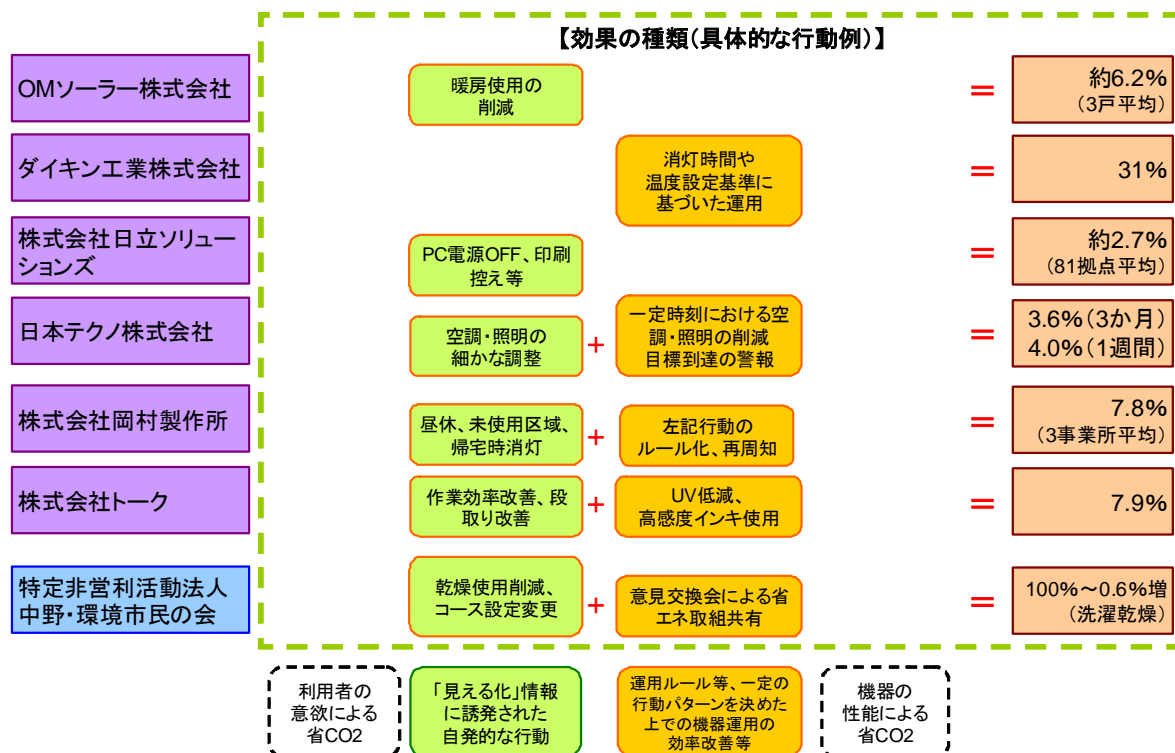 【効果の種類(具体的な行動例)】
OMソーラー株式会社
暖房使用の
削減
=
約6.2%
(3戸平均)
ダイキン工業株式会社
消灯時間や
温度設定基準に
基づいた運用
=
31%
株式会社日立ソリュー
ションズ
PC電源OFF、印刷
控え等
=
約2.7%
(81拠点平均)
日本テクノ株式会社
空調・照明の
細かな調整
+
一定時刻における空
調・照明の削減
目標到達の警報
=
3.6%(3か月)
4.0%(1週間)
株式会社岡村製作所
昼休、未使用区域、
帰宅時消灯
+
左記行動の
ルール化、再周知
=
7.8%
(3事業所平均)
株式会社トーク
作業効率改善、段
取り改善
+
UV低減、
高感度インキ使用
=
7.9%
特定非営利活動法人
中野・環境市民の会
乾燥使用削減、
コース設定変更
+
意見交換会による省
エネ取組共有
=
100%~0.6%増
(洗濯乾燥)
利用者の
意欲による
省CO2
「見える化」情報
に誘発された
自発的な行動
運用ルール等、一定の
行動パターンを決めた
上での機器運用の
効率改善等
機器の
性能による
省CO2